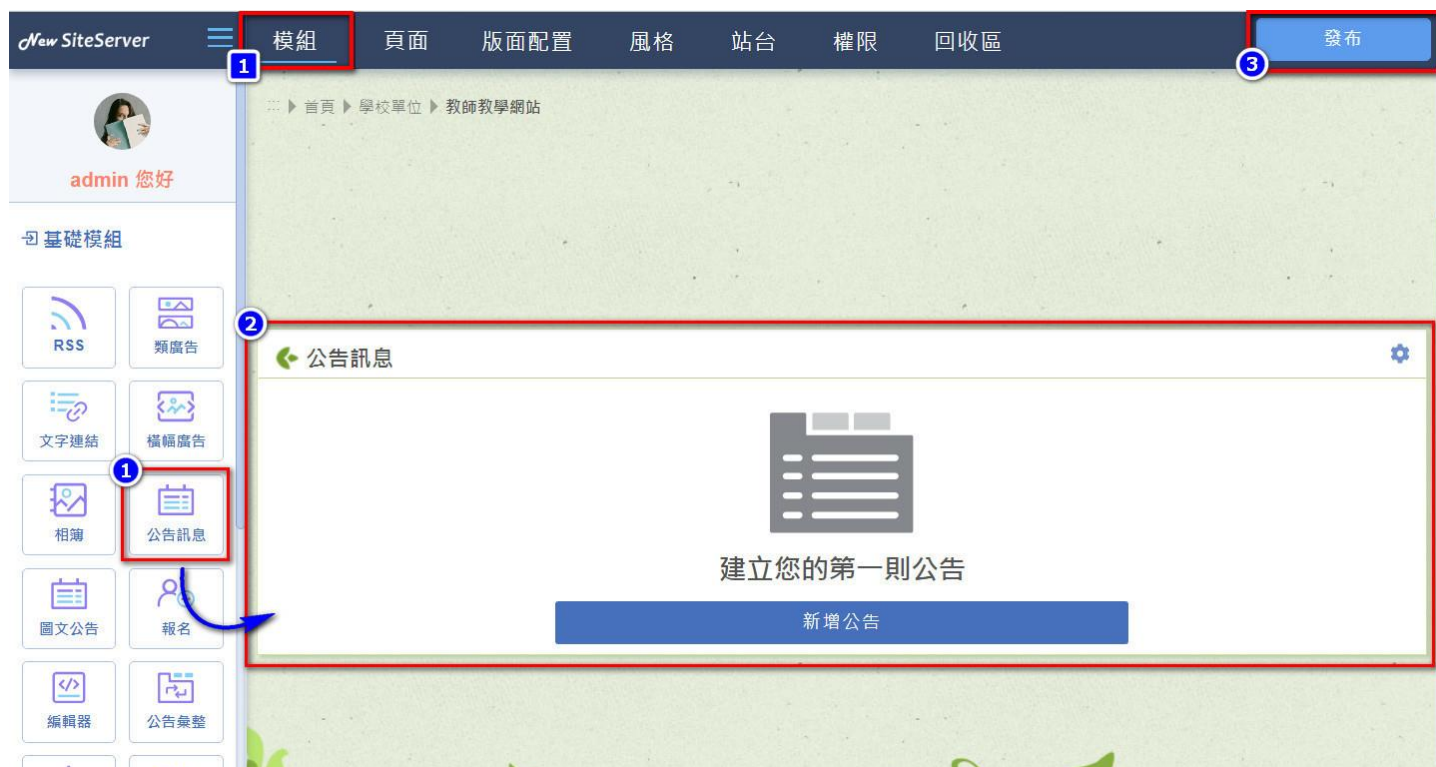 New SiteServer
模組
頁面
版面配置
風格
站台
權限
回收區
發布
1
3
首頁 學校單位 教師教學網站
admin 您好
基礎模組
RSS
類廣告
2
公告訊息
文字連結
橫幅廣告
1
相簿
公告訊息
建立您的第一則公告
新增公告
圖文公告
報名
編輯器
公告彙整